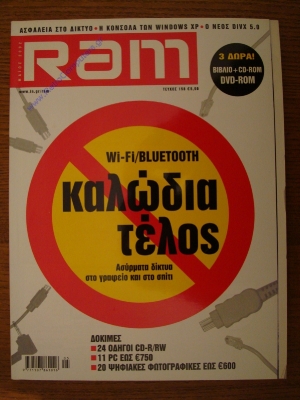 ΑΣΦΑΛΕΙΑ ΣΤΟ ΔΙΚΤΥΟ • Η ΚΟΝΣΟΛΑ ΤΩΝ WINDOWS XP • Ο ΝΕΟΣ DIVX 5.0
RAM
3 ΔΩΡΑ!
ΒΙΒΛΙΟ + CD-ROM
DVD-ROM
WI-FI/BLUETOOTH
καλώδια
τέλος
Ασύρματα δίκτυα
στο γραφείο και στο σπίτι
ΔΟΚΙΜΕΣ
■ 24 ΟΔΗΓΟΙ CD-R/RW
■ 11 PC ΕΩΣ €750
■ 20 ΨΗΦΙΑΚΕΣ ΦΩΤΟΓΡΑΦΙΚΕΣ ΕΩΣ €600